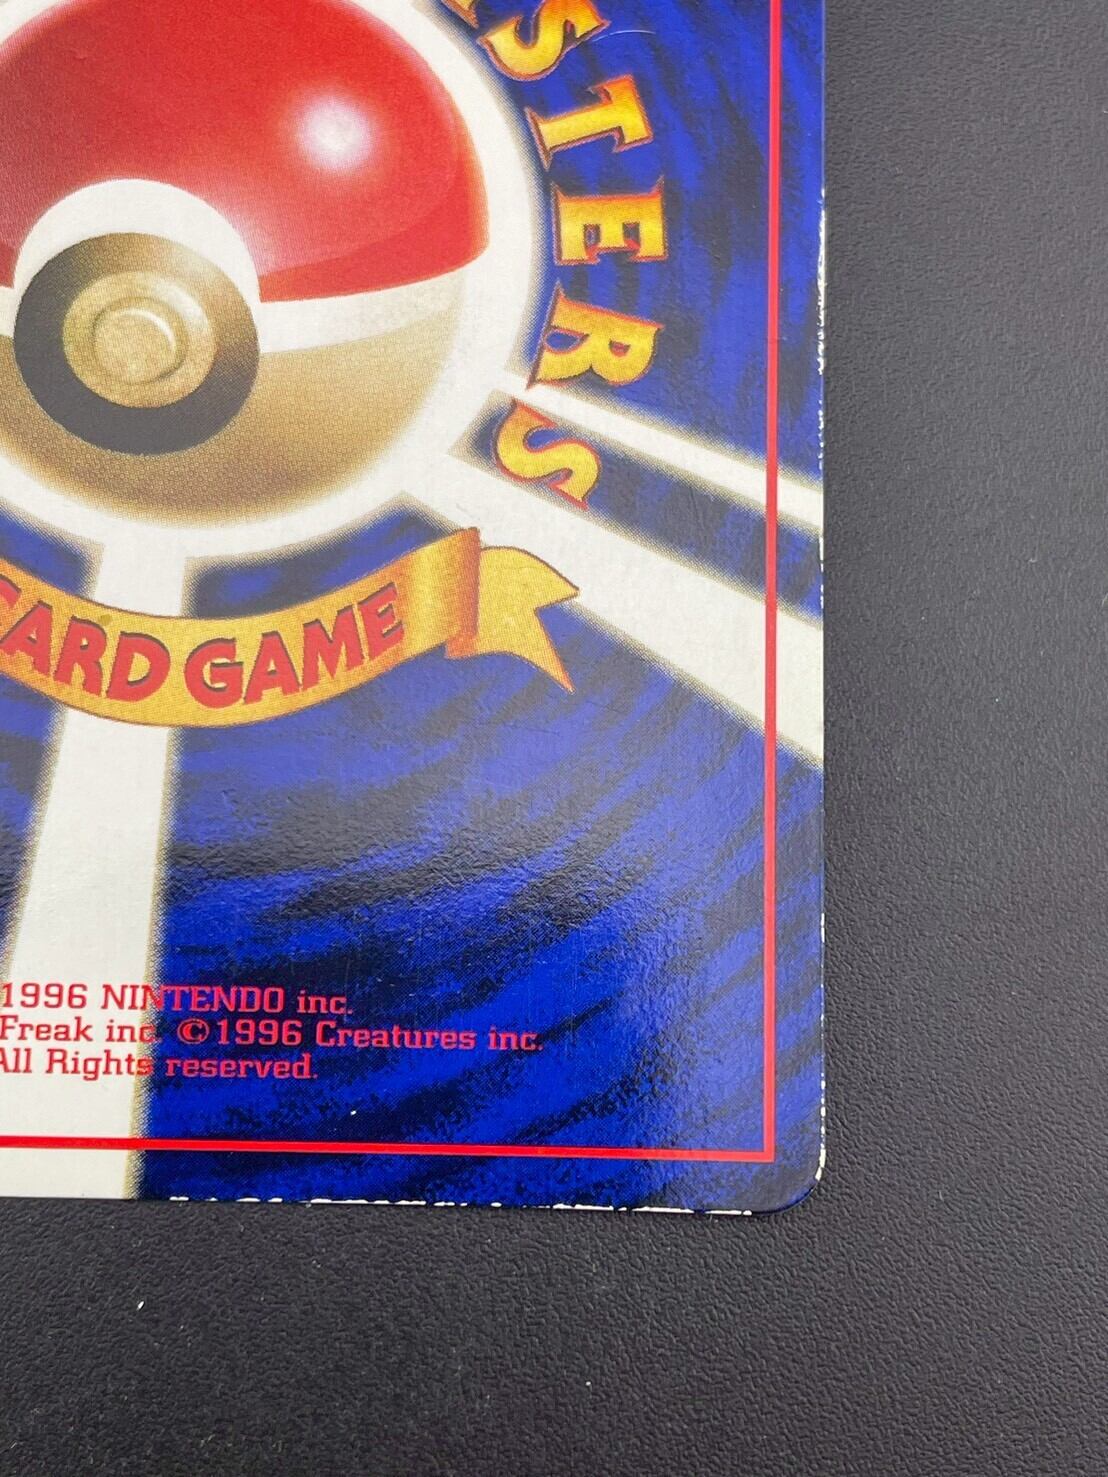 STERS
CARD GAME
1996 NINTENDO inc.
Freak inc. ©1996 Creatures inc.
All Rights reserved.